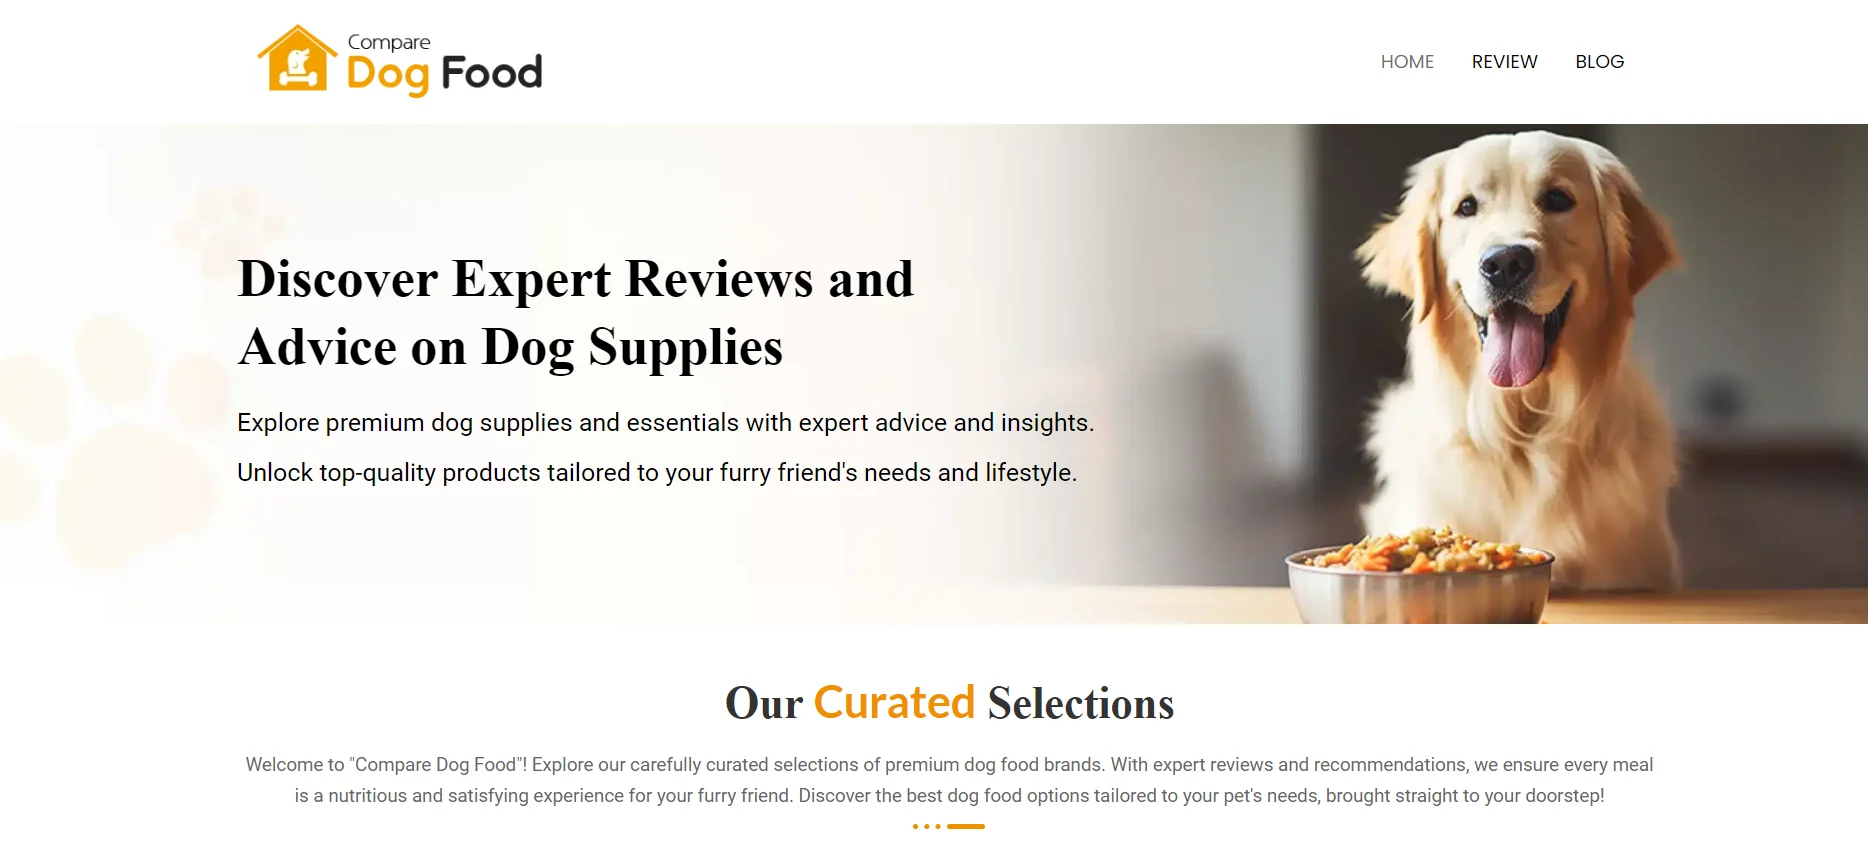 Compare
Dog Food
HOME REVIEW BLOG
Discover Expert Reviews and
Advice on Dog Supplies
Explore premium dog supplies and essentials with expert advice and insights.
Unlock top-quality products tailored to your furry friend's needs and lifestyle.
Our Curated Selections
Welcome to "Compare Dog Food"! Explore our carefully curated selections of premium dog food brands. With expert reviews and recommendations, we ensure every meal
is a nutritious and satisfying experience for your furry friend. Discover the best dog food options tailored to your pet's needs, brought straight to your doorstep!